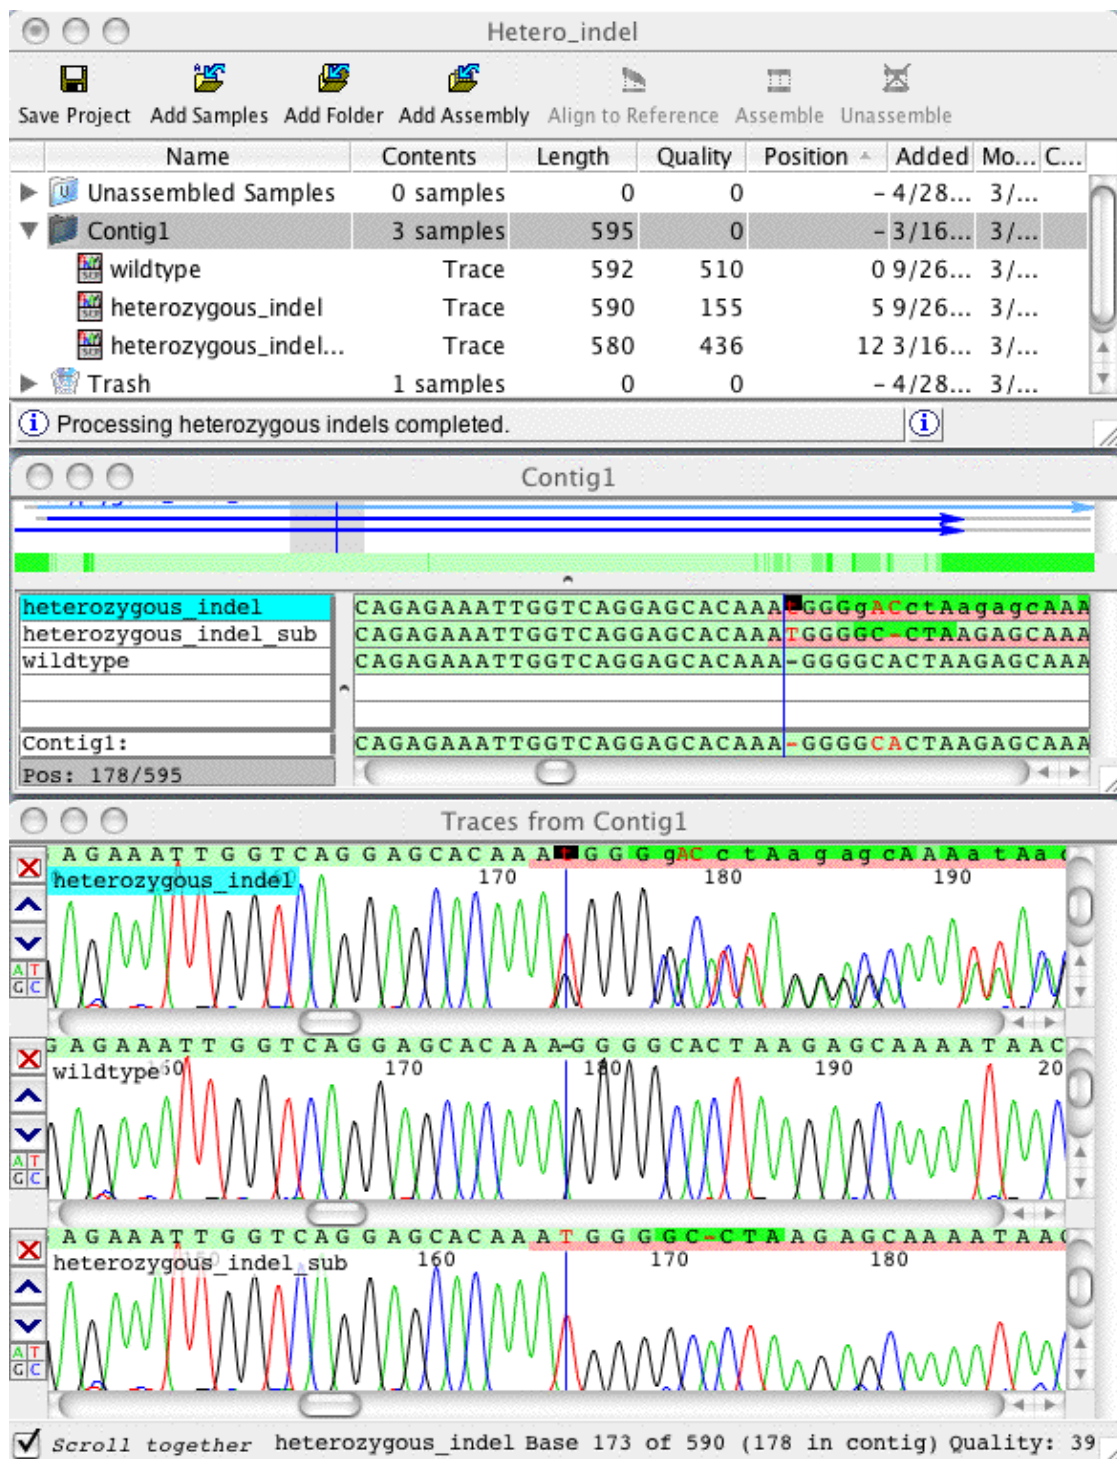 Hetero_indel
Save Project Add Samples Add Folder Add Assembly Align to Reference Assemble Unassemble
Name Contents Length Quality Position Added Mo... C...
Unassembled Samples 0 samples 0 0 - 4/28... 3/...
Contig1 3 samples 595 0 - 3/16... 3/...
wildtype Trace 592 510 0 9/26... 3/...
heterozygous_indel Trace 590 155 5 9/26... 3/...
heterozygous_indel... Trace 580 436 12 3/16... 3/...
Trash 1 samples 0 0 - 4/28... 3/...
Processing heterozygous indels completed.
Contig1
heterozygous_indel CAGAGAAATTGGTCAGGAGCACAAAtGGGgACctAagagcAAA
heterozygous_indel_sub CAGAGAAATTGGTCAGGAGCACAAATGGGGC-CTAAGAGCAAA
wildtype CAGAGAAATTGGTCAGGAGCACAAA-GGGGCACTAAGAGCAAA
Contig1: CAGAGAAATTGGTCAGGAGCACAAA-GGGGCACTAAGAGCAAA
Pos: 178/595
Traces from Contig1
A G A A A T T G G T C A G G A G C A C A A A t G G G g A C c t A a g a g c A A A a t A a c
heterozygous_indel 170 180 190
G A G A A A T T G G T C A G G A G C A C A A A - G G G G C A C T A A G A G C A A A A T A A C
wildtype 160 170 180 190 20
A G A A A T T G G T C A G G A G C A C A A A T G G G G C - C T A A G A G C A A A A T A A C
heterozygous_indel_sub 150 160 170 180
A T
G C
A T
G C
A T
G C
Scroll together heterozygous_indel Base 173 of 590 (178 in contig) Quality: 39